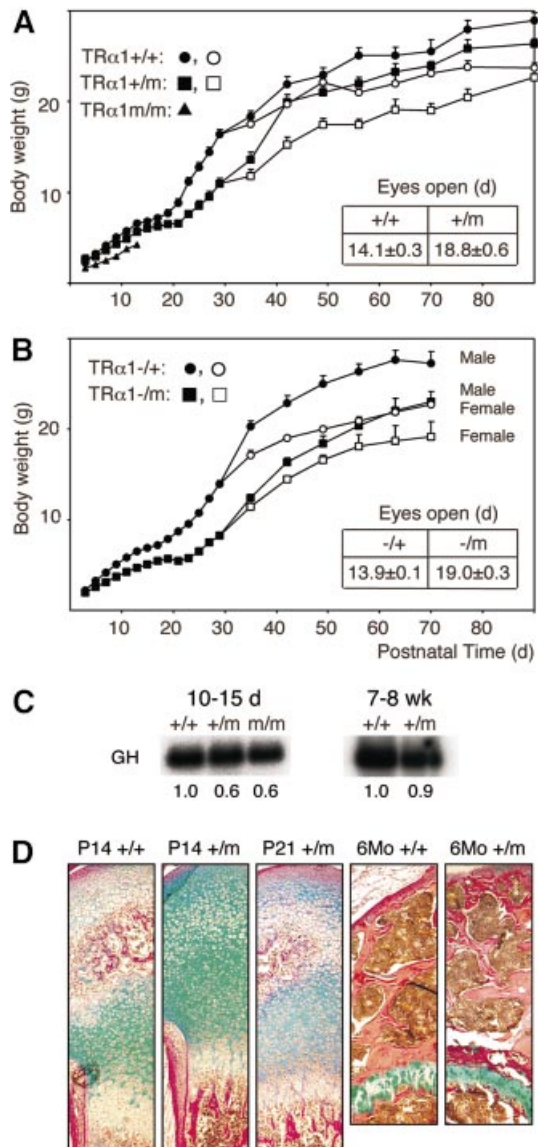 A
TRα1+/+: ●, ○
TRα1+/m: ■, □
TRα1m/m: ▲
Body weight (g)
20
10
Eyes open (d)
+/+ +/m
14.1±0.3 18.8±0.6
10 20 30 40 50 60 70 80
B
TRα1-/+: ●, ○
TRα1-/m: ■, □
Body weight (g)
20
10
Male
Male
Female
Female
Eyes open (d)
-/+ -/m
13.9±0.1 19.0±0.3
10 20 30 40 50 60 70 80
Postnatal Time (d)
C
10-15 d 7-8 wk
+/+ +/m m/m +/+ +/m
GH
1.0 0.6 0.6 1.0 0.9
D
P14 +/+ P14 +/m P21 +/m 6Mo +/+ 6Mo +/m